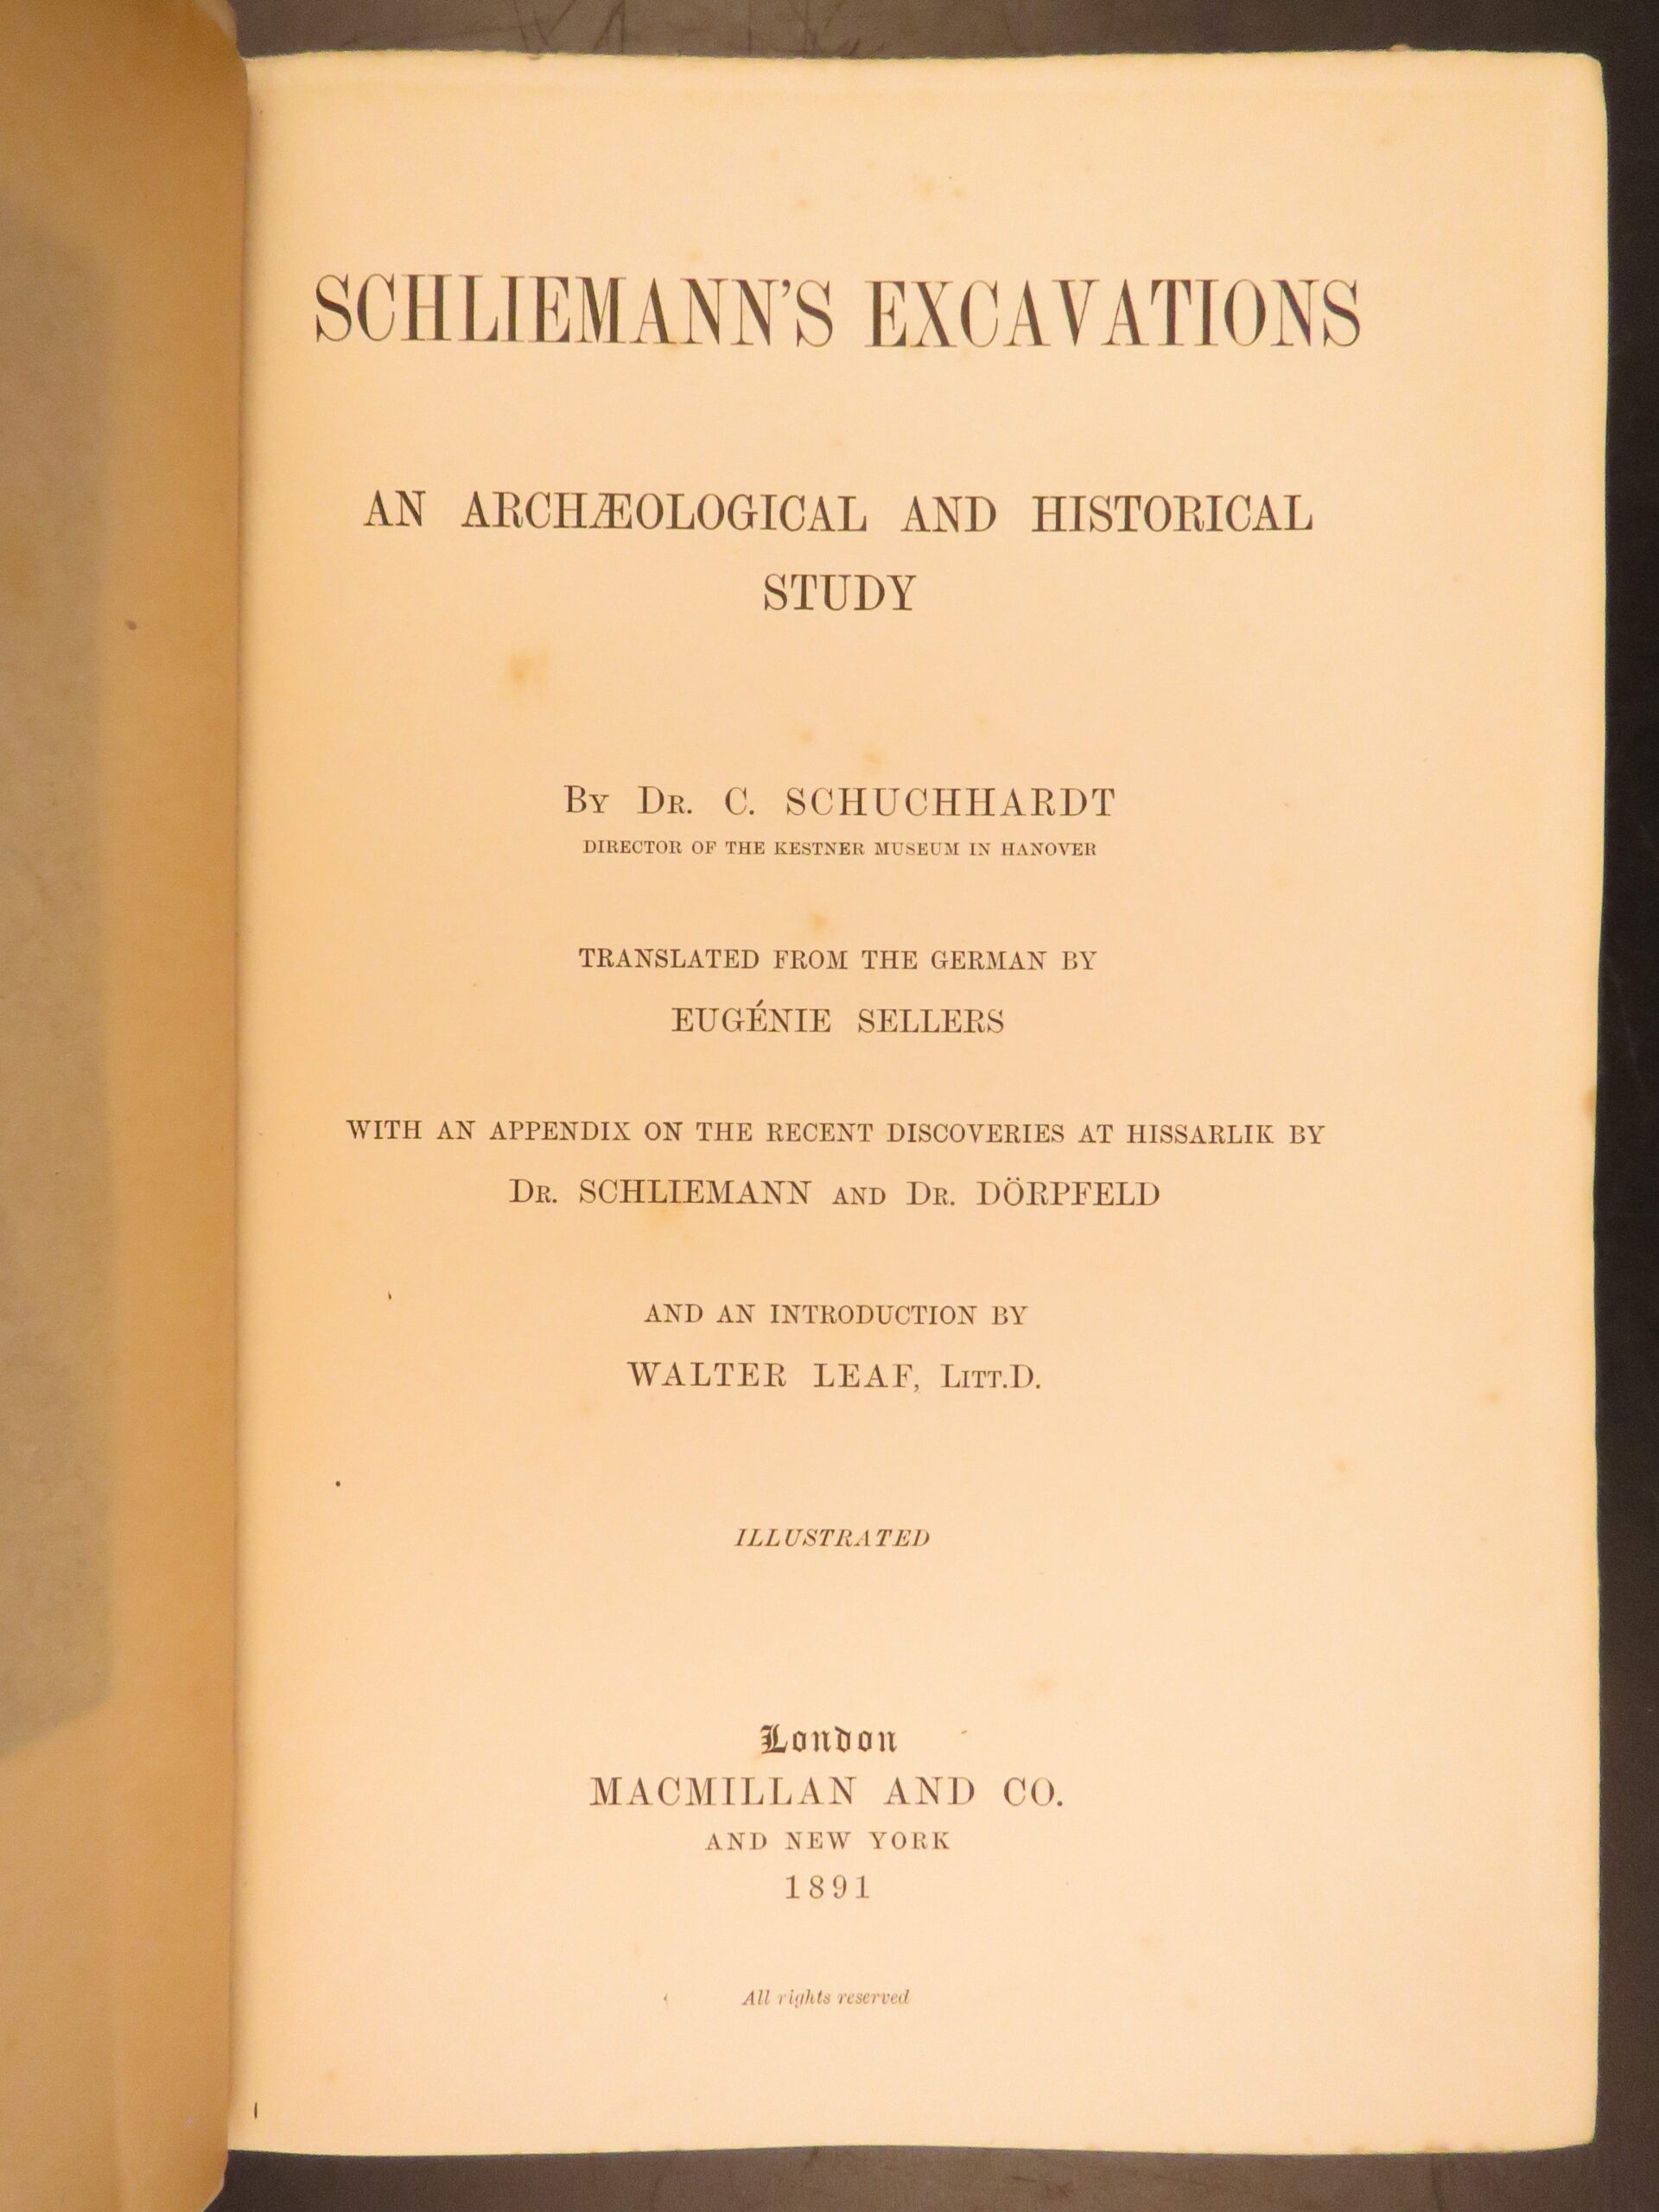 SCHLIEMANN'S EXCAVATIONS
AN ARCHÆOLOGICAL AND HISTORICAL
STUDY
BY DR. C. SCHUCHHARDT
DIRECTOR OF THE KESTNER MUSEUM IN HANOVER
TRANSLATED FROM THE GERMAN BY
EUGÉNIE SELLERS
WITH AN APPENDIX ON THE RECENT DISCOVERIES AT HISSARLIK BY
DR. SCHLIEMANN AND DR. DÖRPFELD
AND AN INTRODUCTION BY
WALTER LEAF, LITT.D.
ILLUSTRATED
London
MACMILLAN AND CO.
AND NEW YORK
1891
All rights reserved